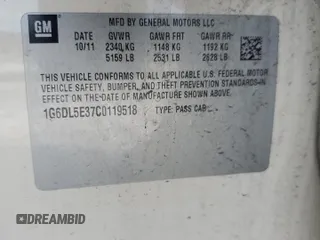 GM
MFD BY GENERAL MOTORS LLC
DATE GVWR GAWR FRT GAWR RR
10/11 2340 KG 1148 KG 1192 KG
5159 LB 2531 LB 2628 LB
THIS VEHICLE CONFORMS TO ALL APPLICABLE U.S. FEDERAL MOTOR
VEHICLE SAFETY, BUMPER, AND THEFT PREVENTION STANDARDS IN
EFFECT ON THE DATE OF MANUFACTURE SHOWN ABOVE.
1G6DL5E37C0119518 TYPE: PASS CAR
DREAMBID